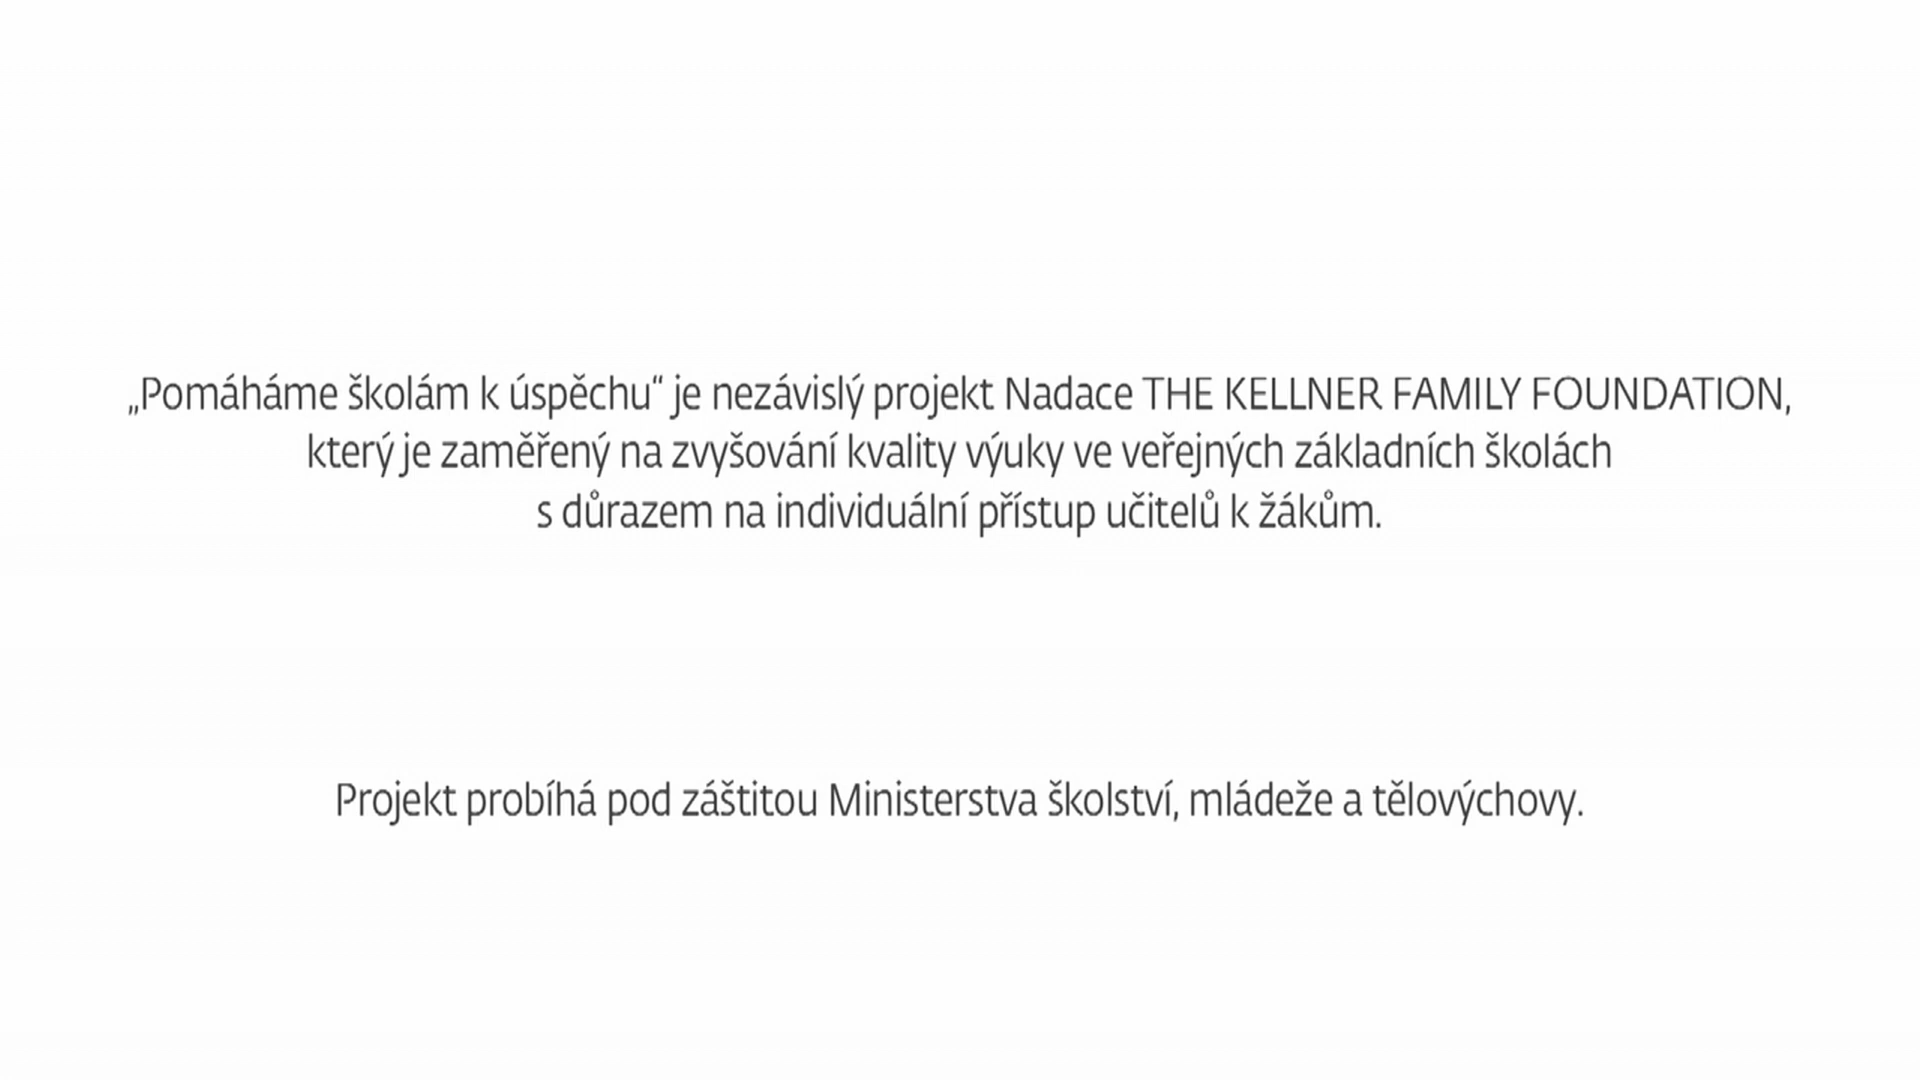 „Pomáháme školám k úspěchu“ je nezávislý projekt Nadace THE KELLNER FAMILY FOUNDATION,
který je zaměřený na zvyšování kvality výuky ve veřejných základních školách
s důrazem na individuální přístup učitelů k žákům.
Projekt probíhá pod záštitou Ministerstva školství, mládeže a tělovýchovy.